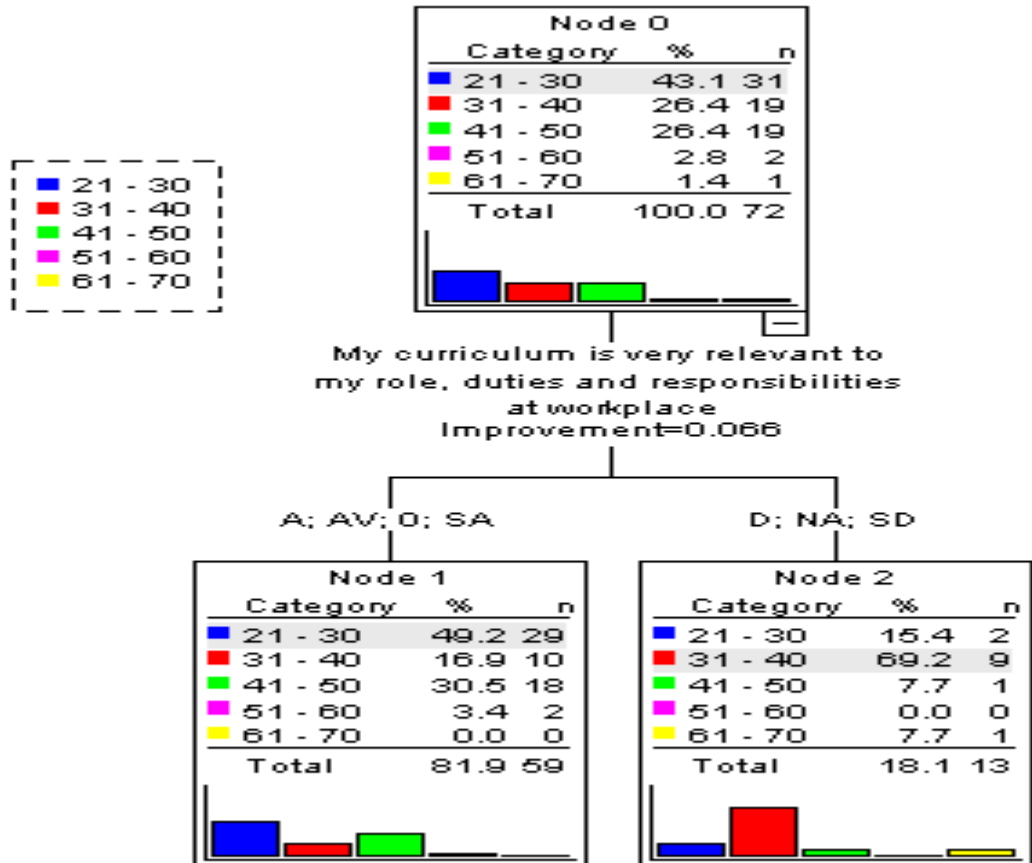 Node 0
Category % n
21 - 30 43.1 31
31 - 40 26.4 19
41 - 50 26.4 19
51 - 60 2.8 2
61 - 70 1.4 1
Total 100.0 72
21 - 30
31 - 40
41 - 50
51 - 60
61 - 70
My curriculum is very relevant to
my role, duties and responsibilities
at workplace
Improvement=0.066
A; AV; 0; SA
D; NA; SD
Node 1
Category % n
21 - 30 49.2 29
31 - 40 16.9 10
41 - 50 30.5 18
51 - 60 3.4 2
61 - 70 0.0 0
Total 81.9 59
Node 2
Category % n
21 - 30 15.4 2
31 - 40 69.2 9
41 - 50 7.7 1
51 - 60 0.0 0
61 - 70 7.7 1
Total 18.1 13